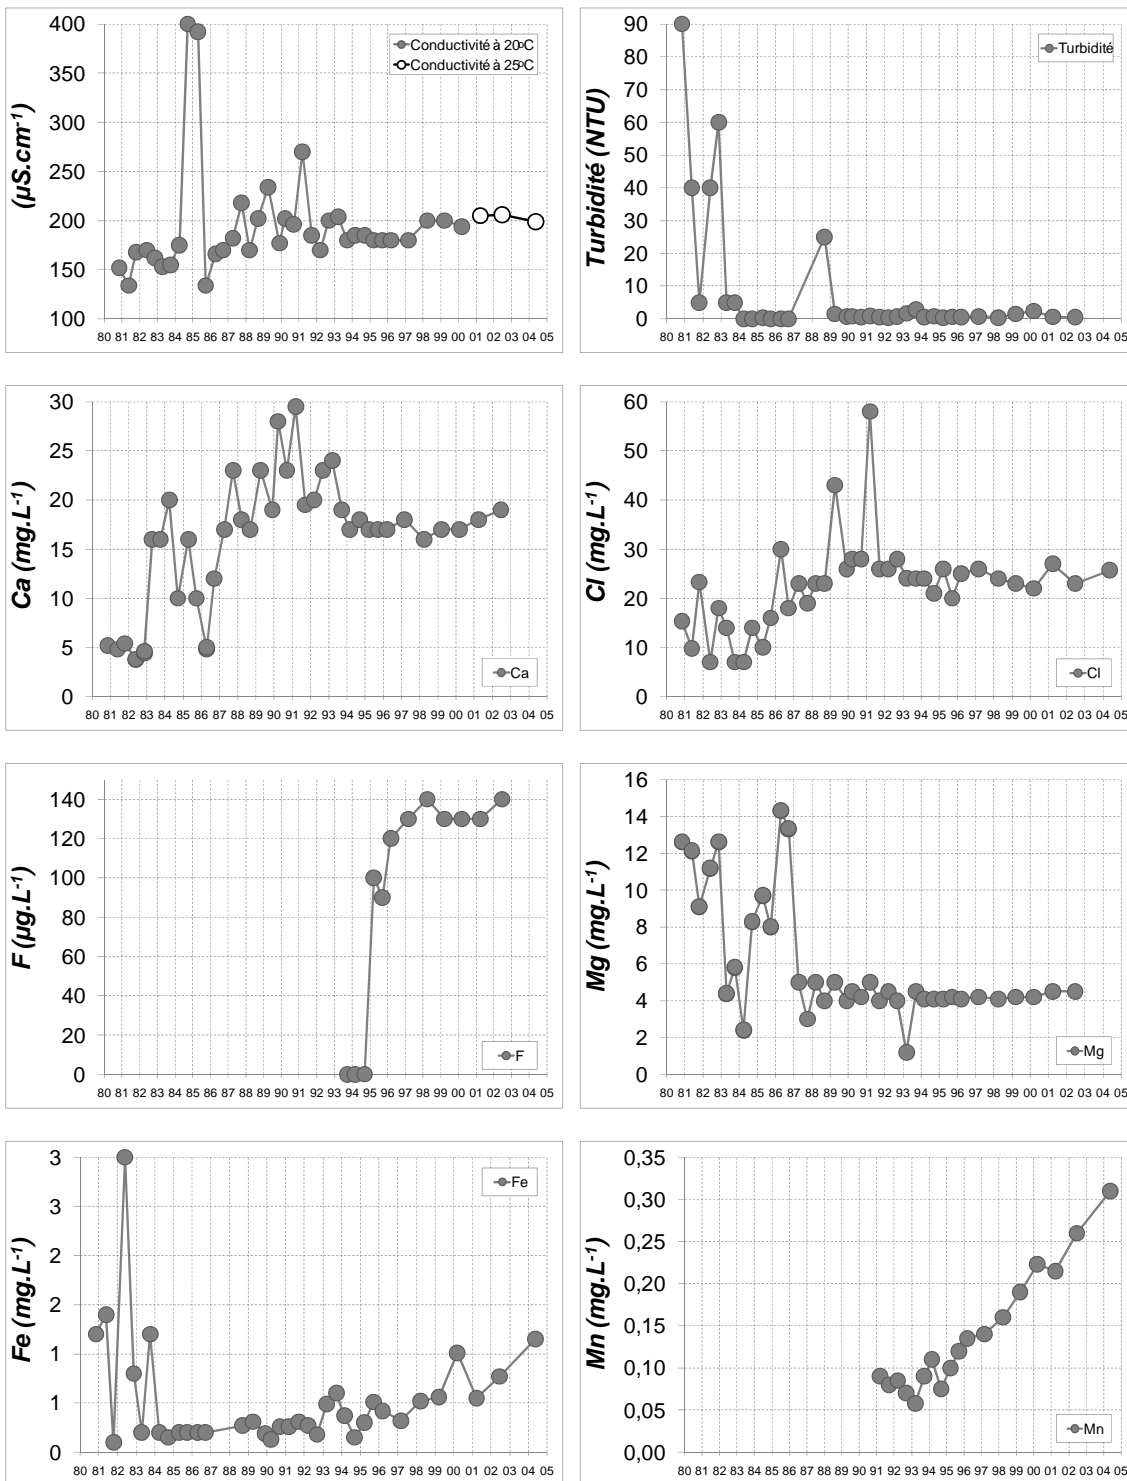 400
350
300
250
200
150
100
(µS.cm-1)
Conductivité à 20°C
Conductivité à 25°C
80 81 82 83 84 85 86 87 88 89 90 91 92 93 94 95 96 97 98 99 00 01 02 03 04 05
90
80
70
60
50
40
30
20
10
0
Turbidité (NTU)
Turbidité
80 81 82 83 84 85 86 87 88 89 90 91 92 93 94 95 96 97 98 99 00 01 02 03 04 05
30
25
20
15
10
5
0
Ca (mg.L-1)
Ca
80 81 82 83 84 85 86 87 88 89 90 91 92 93 94 95 96 97 98 99 00 01 02 03 04 05
60
50
40
30
20
10
0
Cl (mg.L-1)
Cl
80 81 82 83 84 85 86 87 88 89 90 91 92 93 94 95 96 97 98 99 00 01 02 03 04 05
140
120
100
80
60
40
20
0
F (µg.L-1)
F
80 81 82 83 84 85 86 87 88 89 90 91 92 93 94 95 96 97 98 99 00 01 02 03 04 05
16
14
12
10
8
6
4
2
0
Mg (mg.L-1)
Mg
80 81 82 83 84 85 86 87 88 89 90 91 92 93 94 95 96 97 98 99 00 01 02 03 04 05
3
3
2
2
1
1
0
Fe (mg.L-1)
Fe
80 81 82 83 84 85 86 87 88 89 90 91 92 93 94 95 96 97 98 99 00 01 02 03 04 05
0,35
0,30
0,25
0,20
0,15
0,10
0,05
0,00
Mn (mg.L-1)
Mn
80 81 82 83 84 85 86 87 88 89 90 91 92 93 94 95 96 97 98 99 00 01 02 03 04 05